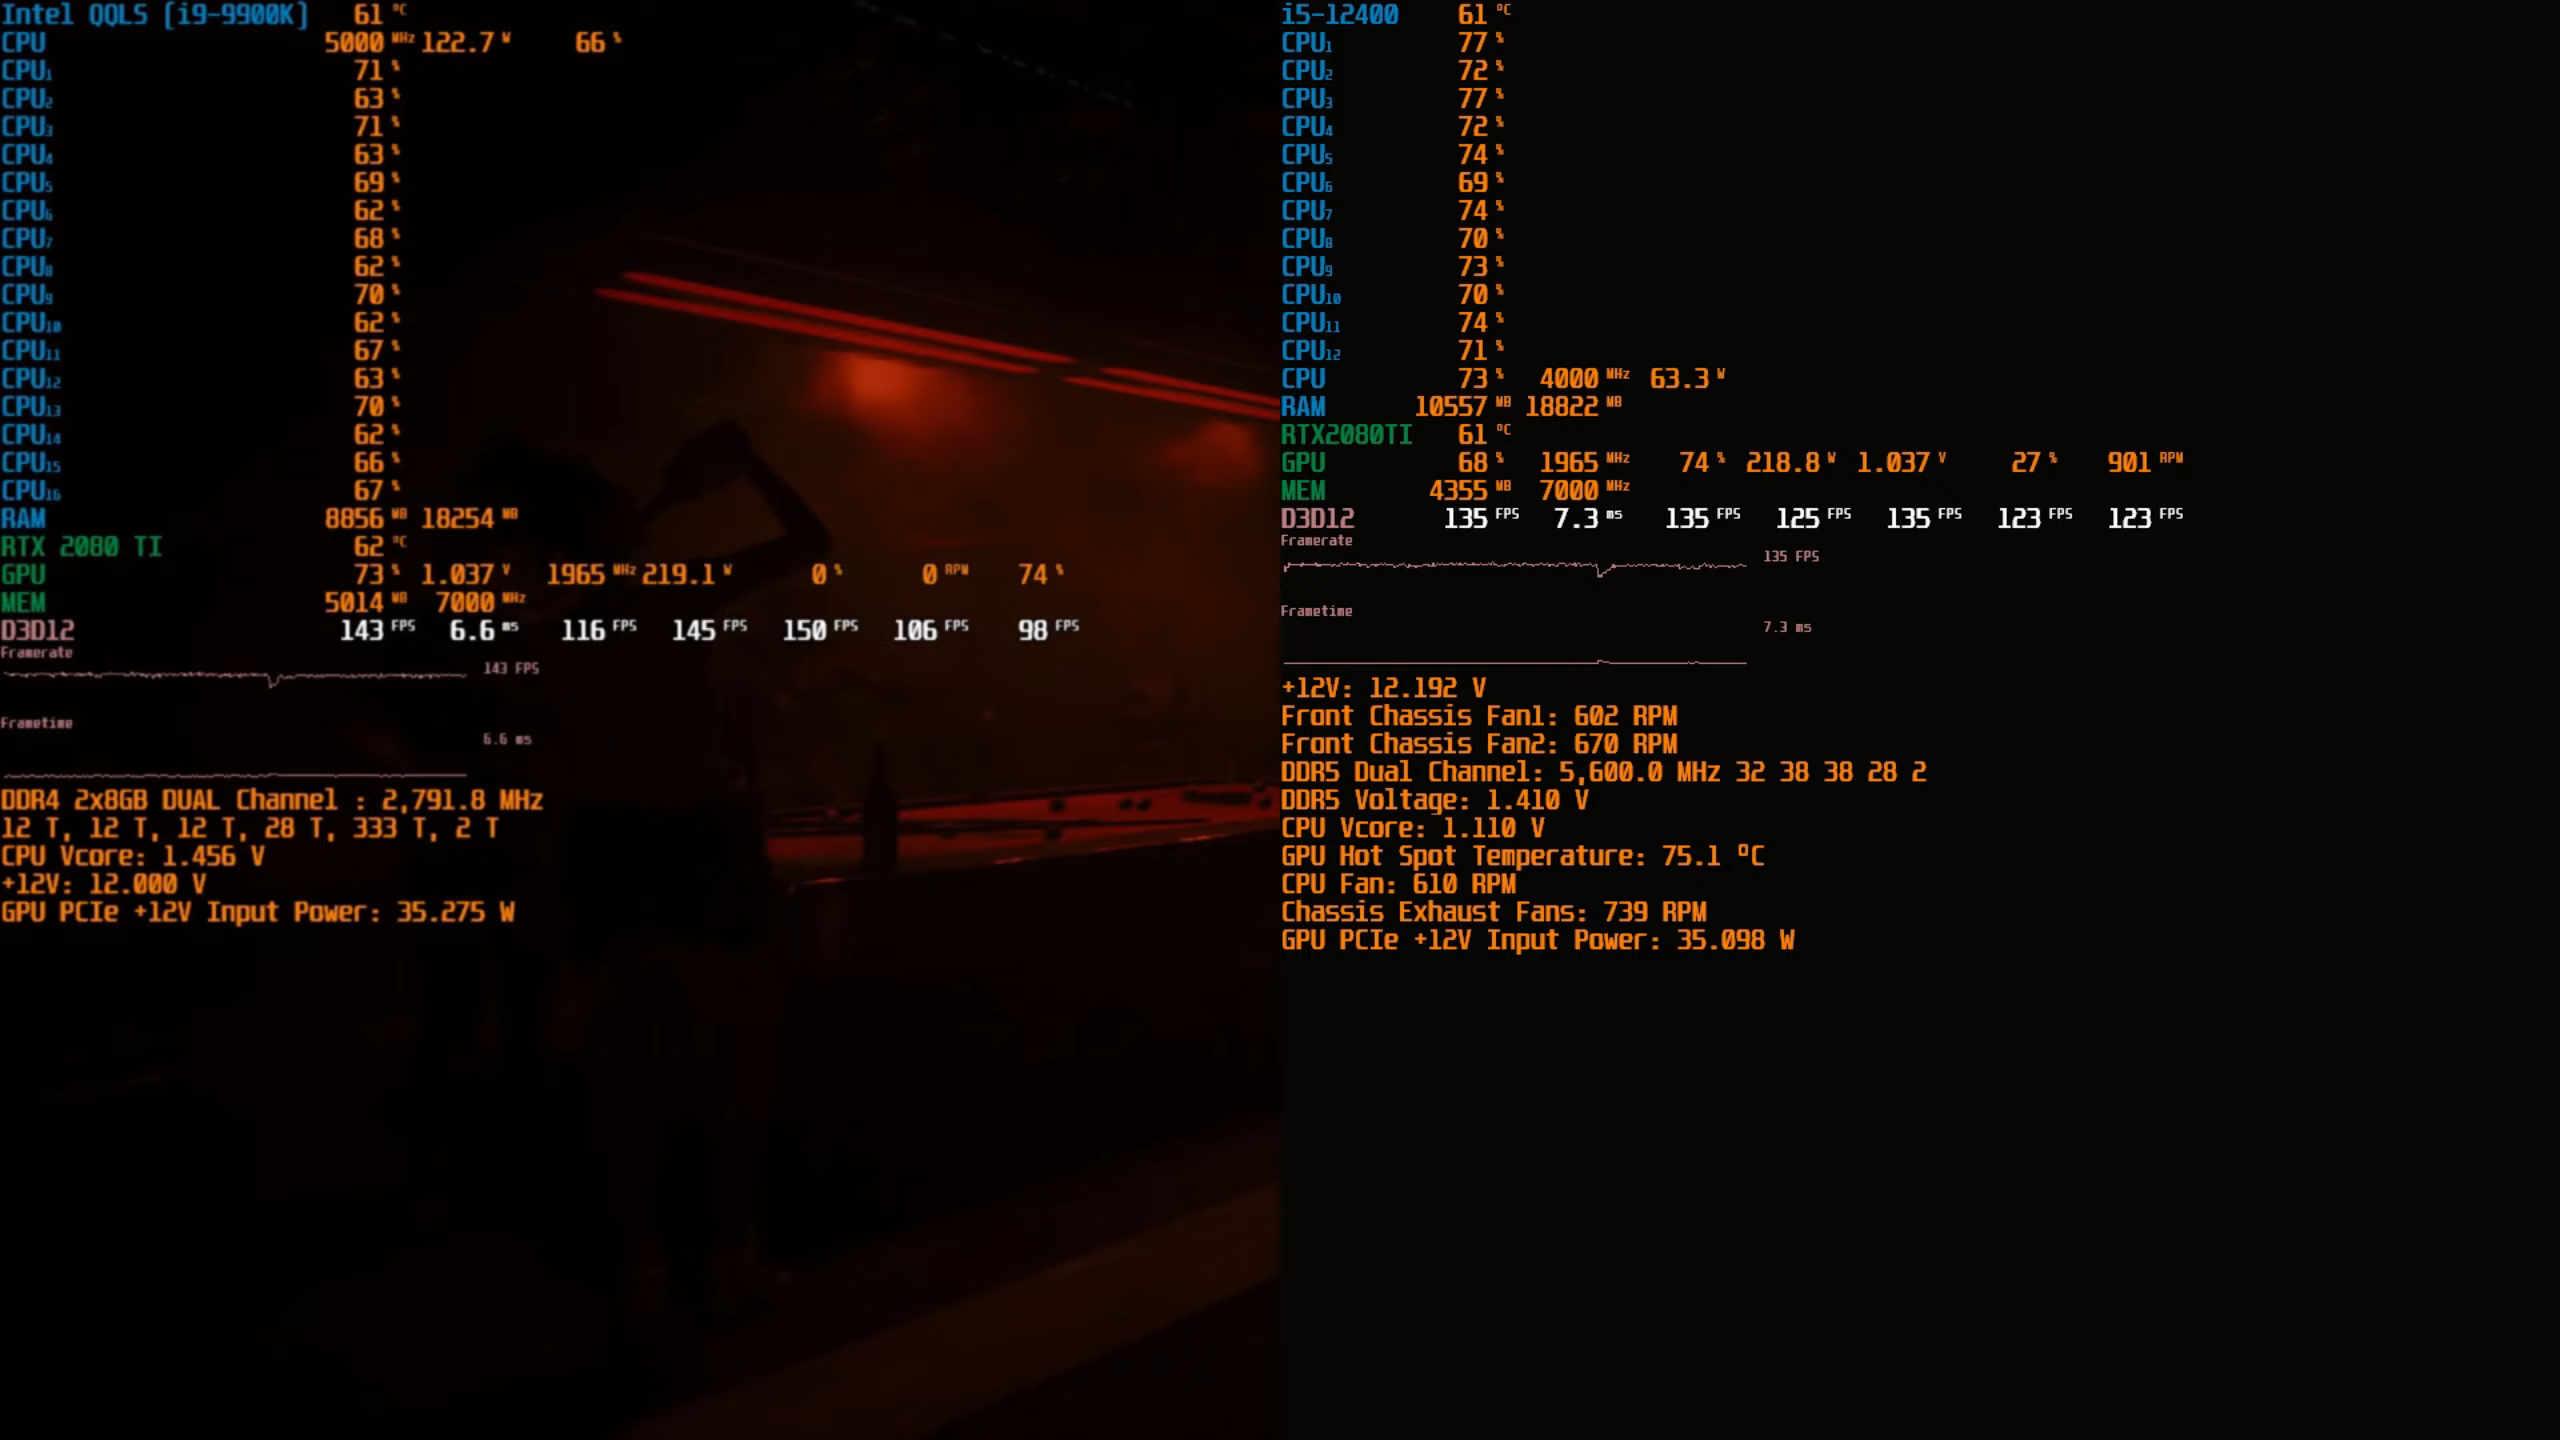 Intel QQLS [i9-9900K] 61 °C
CPU 5000 MHz 122.7 W 66 %
CPU1 71 %
CPU2 63 %
CPU3 71 %
CPU4 63 %
CPU5 69 %
CPU6 62 %
CPU7 68 %
CPU8 62 %
CPU9 70 %
CPU10 62 %
CPU11 67 %
CPU12 63 %
CPU13 70 %
CPU14 62 %
CPU15 66 %
CPU16 67 %
RAM 8856 MB 18254 MB
RTX 2080 TI 62 °C
GPU 73 % 1.037 V 1965 MHz 219.1 W 0 % 0 RPM 74 %
MEM 5014 MB 7000 MHz
D3D12 143 FPS 6.6 ms 116 FPS 145 FPS 150 FPS 106 FPS 98 FPS
Framerate
143 FPS
Frametime
6.6 ms
DDR4 2x8GB DUAL Channel : 2,791.8 MHz
12 T, 12 T, 12 T, 28 T, 333 T, 2 T
CPU Vcore: 1.456 V
+12V: 12.000 V
GPU PCIe +12V Input Power: 35.275 W
i5-12400 61 °C
CPU1 77 %
CPU2 72 %
CPU3 77 %
CPU4 72 %
CPU5 74 %
CPU6 69 %
CPU7 74 %
CPU8 70 %
CPU9 73 %
CPU10 70 %
CPU11 74 %
CPU12 71 %
CPU 73 % 4000 MHz 63.3 W
RAM 10557 MB 18822 MB
RTX2080TI 61 °C
GPU 68 % 1965 MHz 74 % 218.8 W 1.037 V 27 % 901 RPM
MEM 4355 MB 7000 MHz
D3D12 135 FPS 7.3 ms 135 FPS 125 FPS 135 FPS 123 FPS 123 FPS
Framerate
135 FPS
Frametime
7.3 ms
+12V: 12.192 V
Front Chassis Fan1: 602 RPM
Front Chassis Fan2: 670 RPM
DDR5 Dual Channel: 5,600.0 MHz 32 38 38 28 2
DDR5 Voltage: 1.410 V
CPU Vcore: 1.110 V
GPU Hot Spot Temperature: 75.1 °C
CPU Fan: 610 RPM
Chassis Exhaust Fans: 739 RPM
GPU PCIe +12V Input Power: 35.098 W